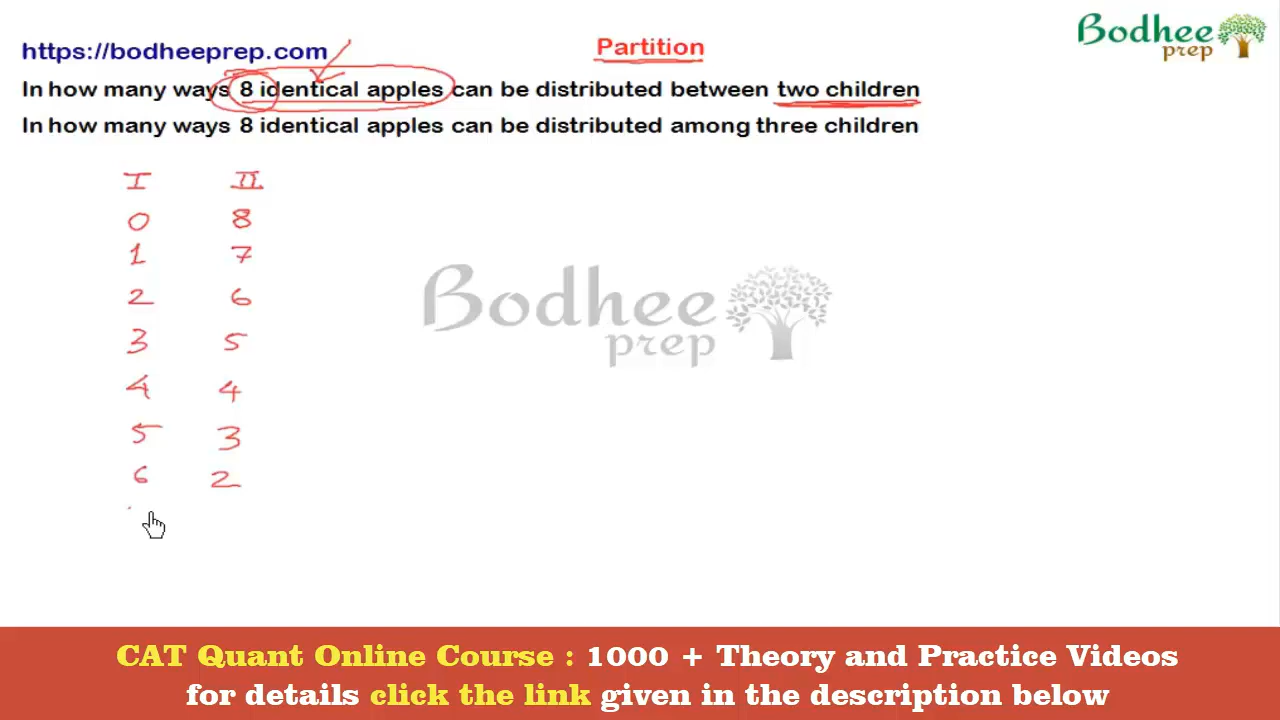 Bodhee
prep
https://bodheeprep.com
Partition
In how many ways 8 identical apples can be distributed between two children
In how many ways 8 identical apples can be distributed among three children
I II
0 8
1 7
2 6
3 5
4 4
5 3
6 2
Bodhee
prep
CAT Quant Online Course : 1000 + Theory and Practice Videos
for details click the link given in the description below